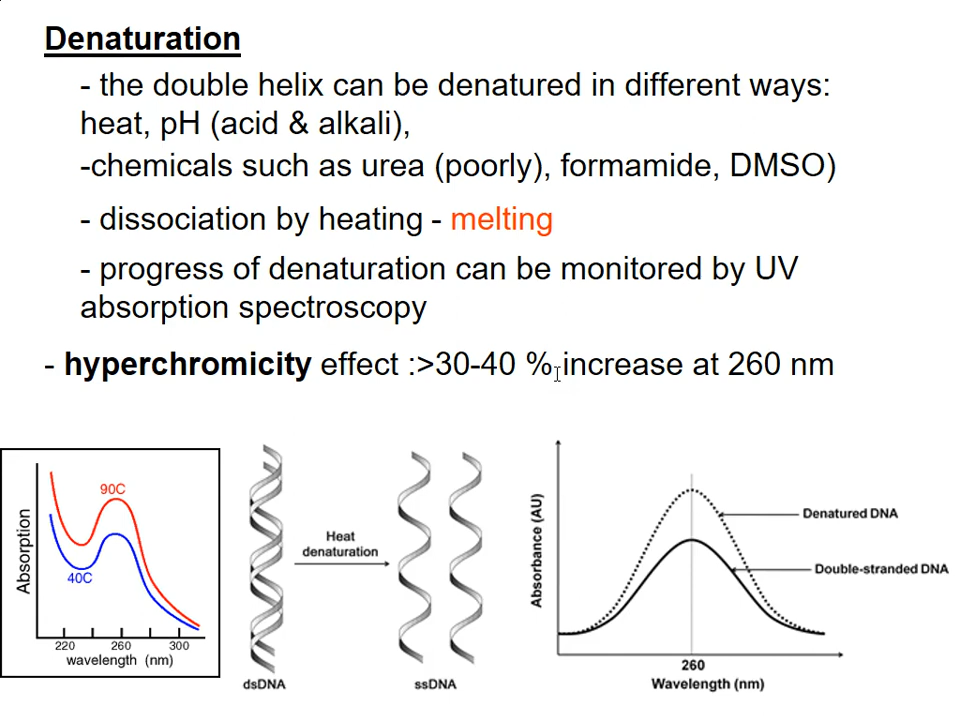 Denaturation
- the double helix can be denatured in different ways:
heat, pH (acid & alkali),
-chemicals such as urea (poorly), formamide, DMSO)
- dissociation by heating - melting
- progress of denaturation can be monitored by UV
absorption spectroscopy
- hyperchromicity effect :>30-40 % increase at 260 nm
Absorption
90C
40C
220 260 300
wavelength (nm)
Heat
denaturation
dsDNA
ssDNA
Absorbance (AU)
Denatured DNA
Double-stranded DNA
260
Wavelength (nm)